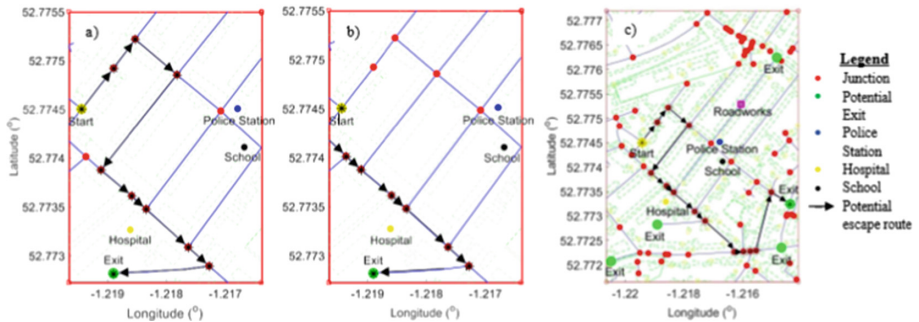 a)
52.7755
52.775
52.7745
52.774
52.7735
52.773
Latitude (°)
Start
Police Station
School
Hospital
Exit
-1.219
-1.218
-1.217
Longitude (°)
b)
52.7755
52.775
52.7745
52.774
52.7735
52.773
Police Station
School
Hospital
Exit
-1.219
-1.218
-1.217
Longitude (°)
c)
52.777
52.7765
52.776
52.7755
52.775
52.7745
52.774
52.7735
52.773
52.7725
52.772
Latitude (°)
Exit
Roadworks
Start
Police Station
School
Exit
Hospital
Exit
Exit
Exit
-1.22
-1.218
-1.216
Longitude (°)
Legend
Junction
Potential
Exit
Police
Station
Hospital
School
Potential
escape route